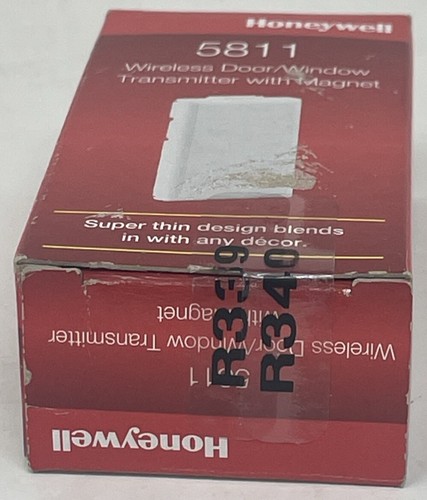 Honeywell
5811
Wireless Door/Window
Transmitter with Magnet
Super thin design blends
in with any décor.
R339
R340
Honeywell
5811
Wireless Door/Window Transmitter
with Magnet